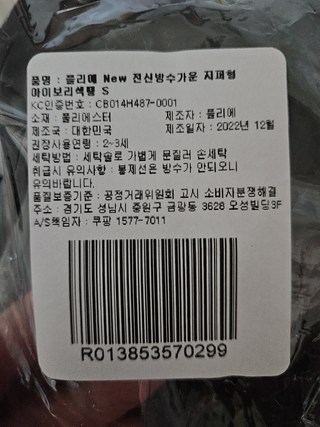 품명 : 플리에 New 전신방수가운 지퍼형
아이보리색팔 S
KC인증번호 : CB014H487-0001
소재 : 폴리에스터 제조자 : 플리에
제조국 : 대한민국 제조일자 : 2022년 12월
권장사용연령 : 2~3세
세탁방법 : 세탁솔로 가볍게 문질러 손세탁
취급시 유의사항 : 봉제선은 방수가 안되오니
유의바랍니다.
품질보증기준 : 공정거래위원회 고시 소비자분쟁해결
주소 : 경기도 성남시 중원구 금광동 3628 오성빌딩3F
A/S책임자 : 쿠팡 1577-7011
R013853570299